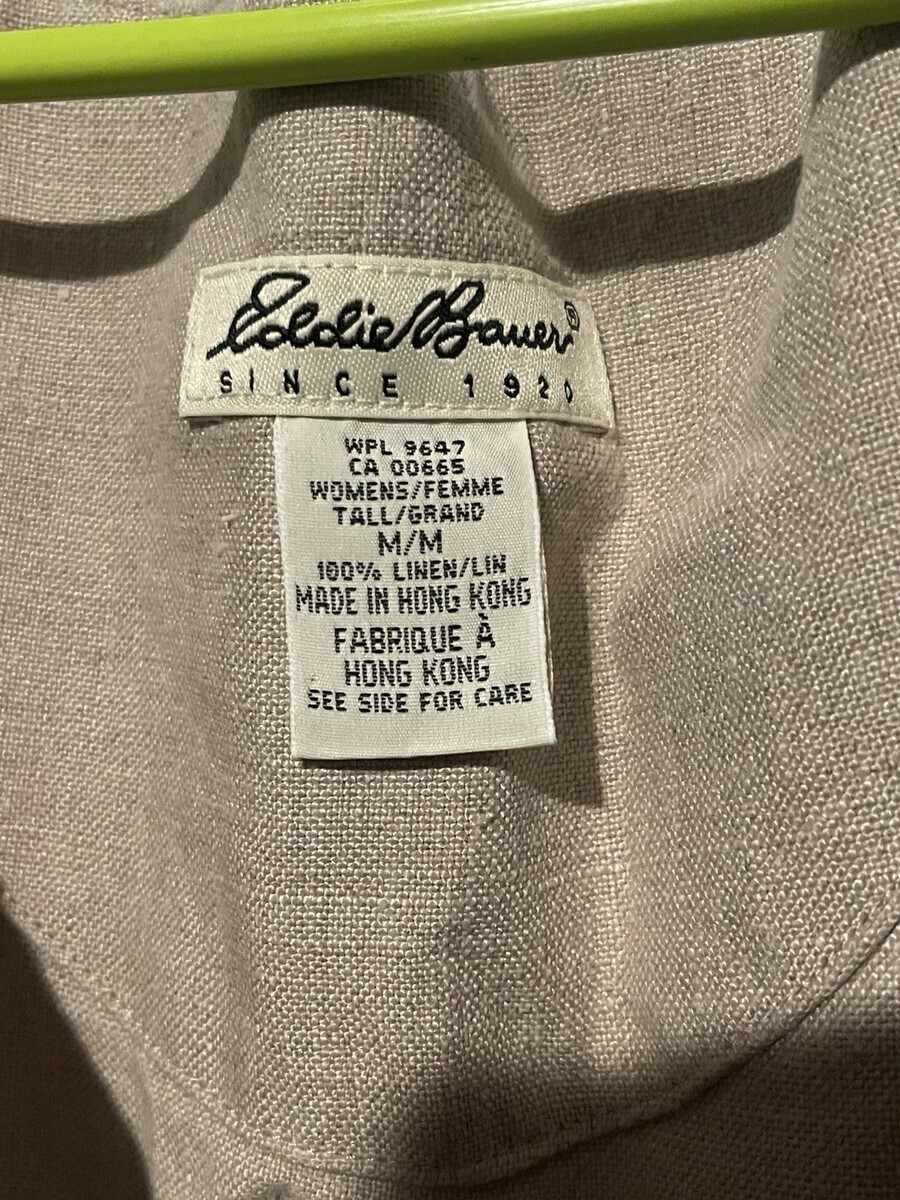 Eddie Bauer®
SINCE 1920
WPL 9647
CA 00665
WOMENS/FEMME
TALL/GRAND
M/M
100% LINEN/LIN
MADE IN HONG KONG
FABRIQUE À
HONG KONG
SEE SIDE FOR CARE